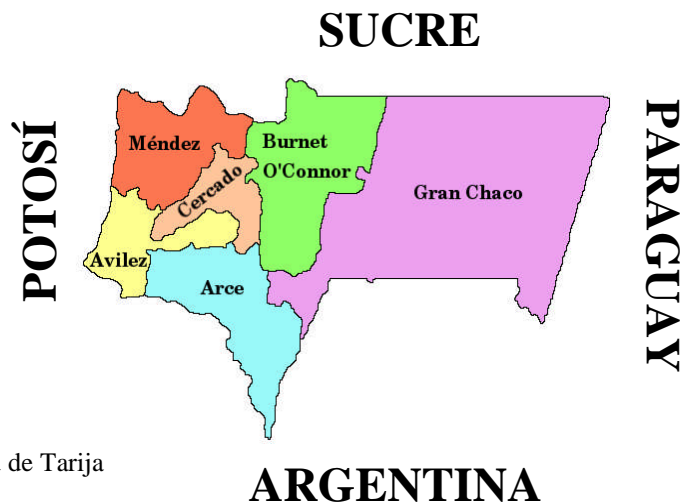 SUCRE
POTOSÍ
PARAGUAY
Méndez
Burnet
O'Connor
Cercado
Gran Chaco
Avilez
Arce
de Tarija
ARGENTINA